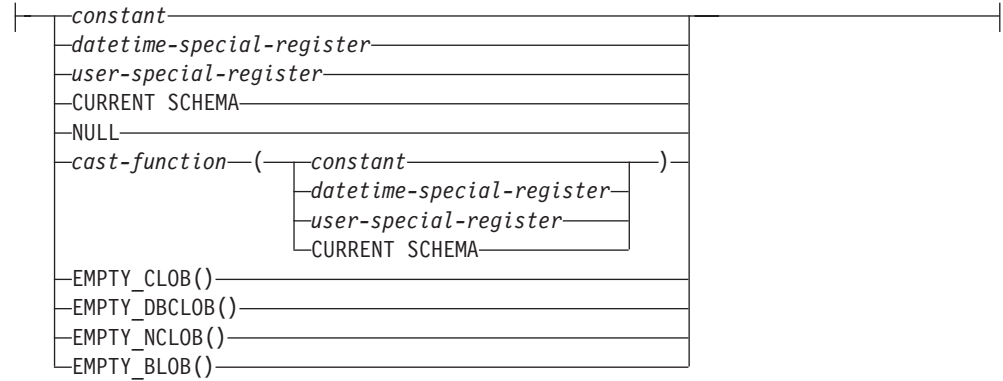 constant
datetime-special-register
user-special-register
CURRENT SCHEMA
NULL
cast-function ( constant )
datetime-special-register
user-special-register
CURRENT SCHEMA
EMPTY_CLOB()
EMPTY_DBCLOB()
EMPTY_NCLOB()
EMPTY_BLOB()